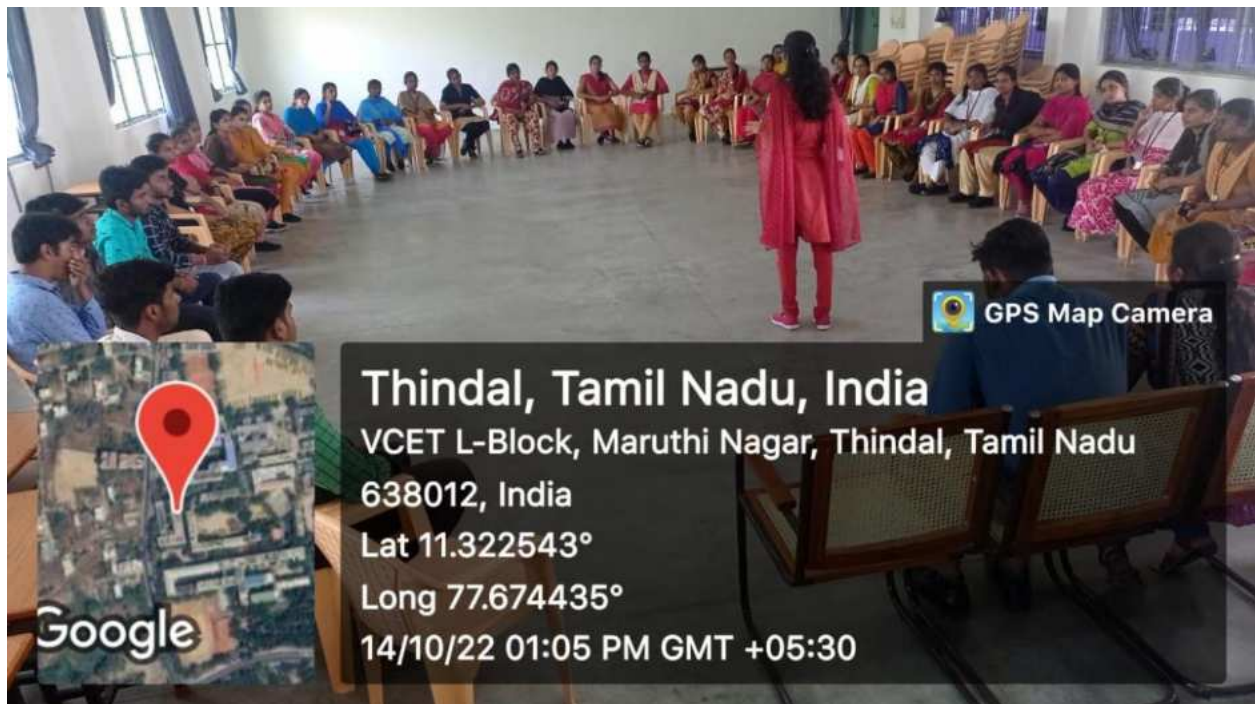 GPS Map Camera
Thindal, Tamil Nadu, India
VCET L-Block, Maruthi Nagar, Thindal, Tamil Nadu
638012, India
Lat 11.322543°
Long 77.674435°
14/10/22 01:05 PM GMT +05:30
Google